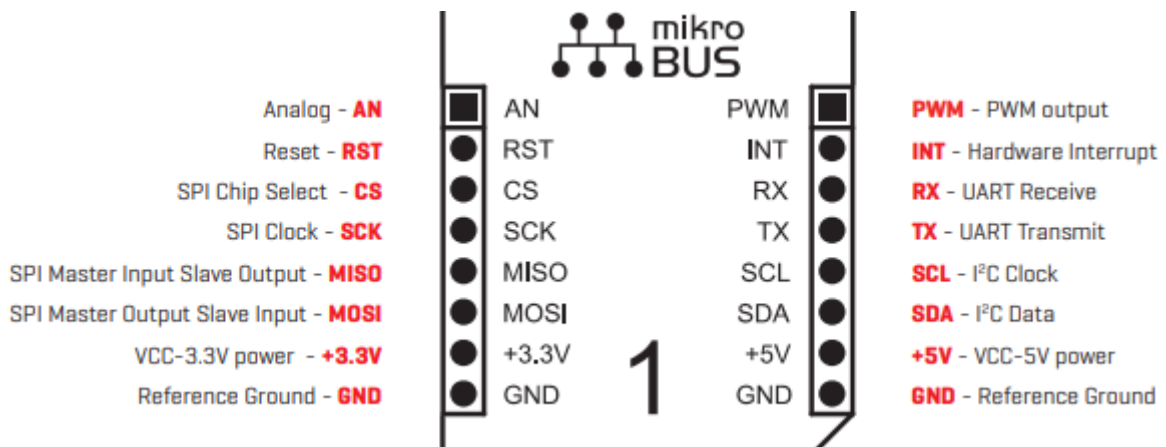 mikro
BUS
Analog - AN
AN
PWM
PWM - PWM output
Reset - RST
RST
INT
INT - Hardware Interrupt
SPI Chip Select - CS
CS
RX
RX - UART Receive
SPI Clock - SCK
SCK
TX
TX - UART Transmit
SPI Master Input Slave Output - MISO
MISO
SCL
SCL - I²C Clock
SPI Master Output Slave Input - MOSI
MOSI
SDA
SDA - I²C Data
VCC-3.3V power - +3.3V
+3.3V
1
+5V
+5V - VCC-5V power
Reference Ground - GND
GND
GND
GND - Reference Ground